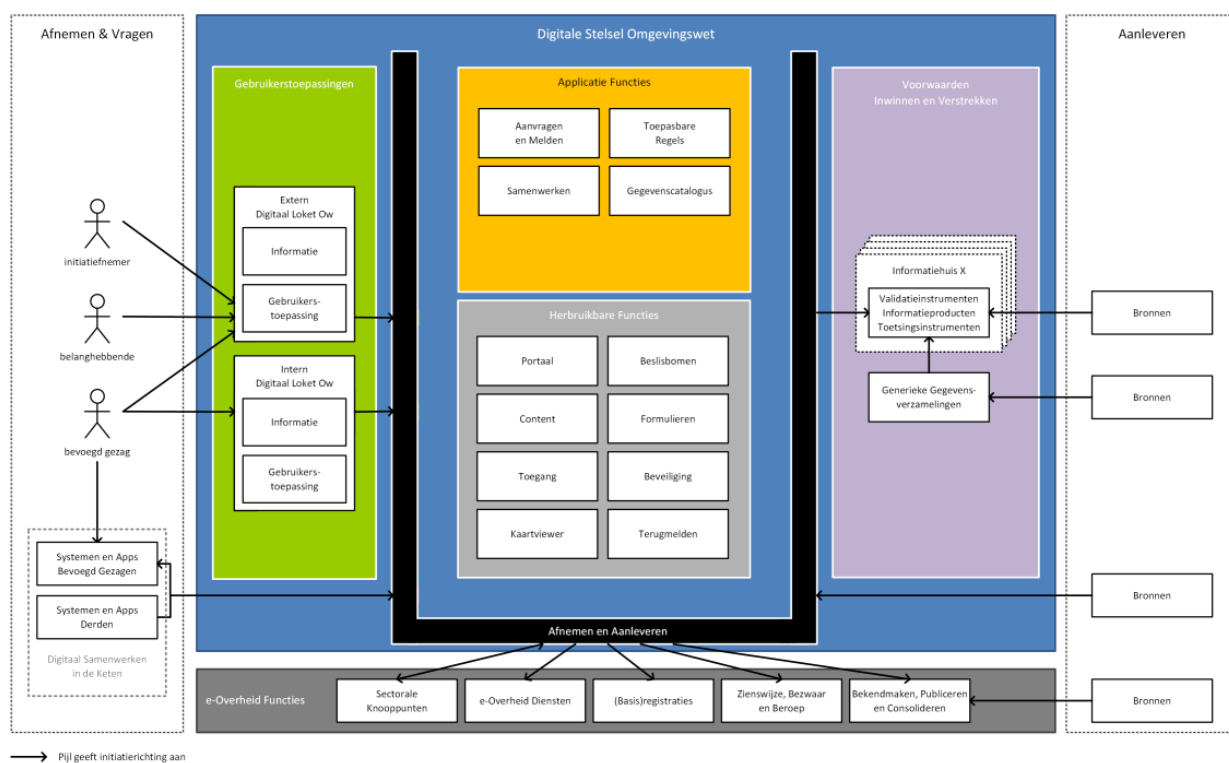 Afnemen & Vragen
initiatiefnemer
belanghebbende
bevoegd gezag
Systemen en Apps
Bevoegd Gezagen
Systemen en Apps
Derden
Digitaal Samenwerken
in de Keten
Digitale Stelsel Omgevingswet
Gebruikerstoepassingen
Extern
Digitaal Loket Ow
Informatie
Gebruikers-
toepassing
Intern
Digitaal Loket Ow
Informatie
Gebruikers-
toepassing
Applicatie Functies
Aanvragen
en Melden
Toepasbare
Regels
Samenwerken
Gegevenscatalogus
Herbruikbare Functies
Portaal
Beslisbomen
Content
Formulieren
Toegang
Beveiliging
Kaartviewer
Terugmelden
Afnemen en Aanleveren
Voorwaarden
Inwinnen en Verstrekken
Informatiehuis X
Validatieinstrumenten
Informatieproducten
Toetsingsinstrumenten
Generieke Gegevens-
verzamelingen
Aanleveren
Bronnen
Bronnen
Bronnen
Bronnen
e-Overheid Functies
Sectorale
Knooppunten
e-Overheid Diensten
(Basis)registraties
Zienswijze, Bezwaar
en Beroep
Bekendmaken, Publiceren
en Consolideren
Pijl geeft initiatierichting aan